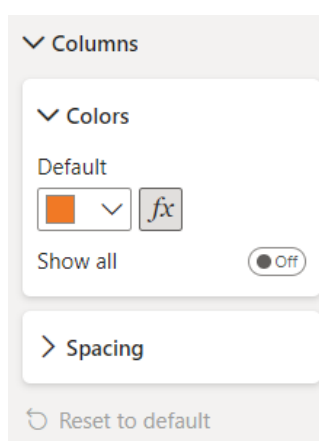 Columns
Colors
Default
fx
Show all
Off
Spacing
Reset to default